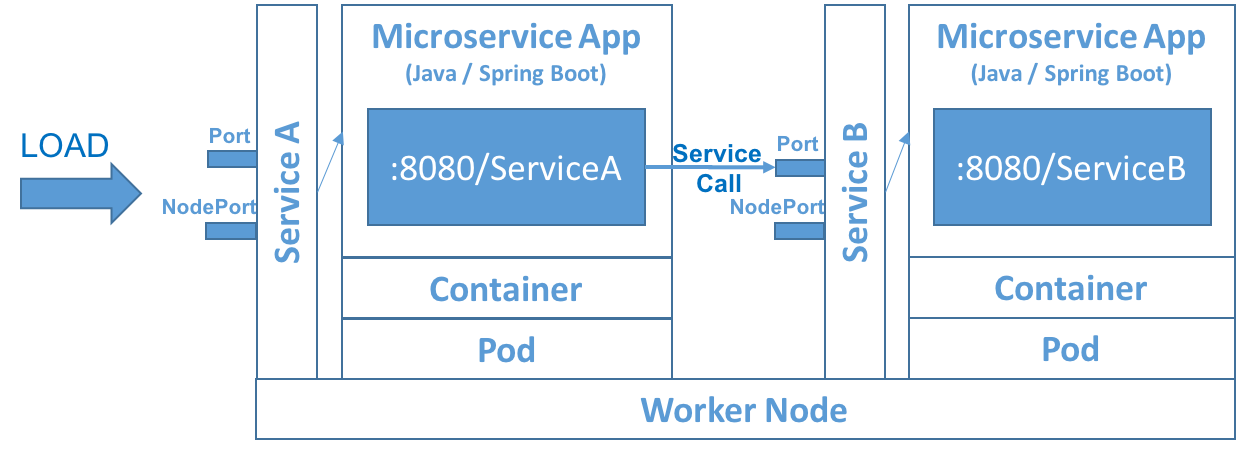 LOAD
Port
NodePort
Service A
Microservice App
(Java / Spring Boot)
:8080/ServiceA
Container
Pod
Service
Call
Port
NodePort
Service B
Microservice App
(Java / Spring Boot)
:8080/ServiceB
Container
Pod
Worker Node